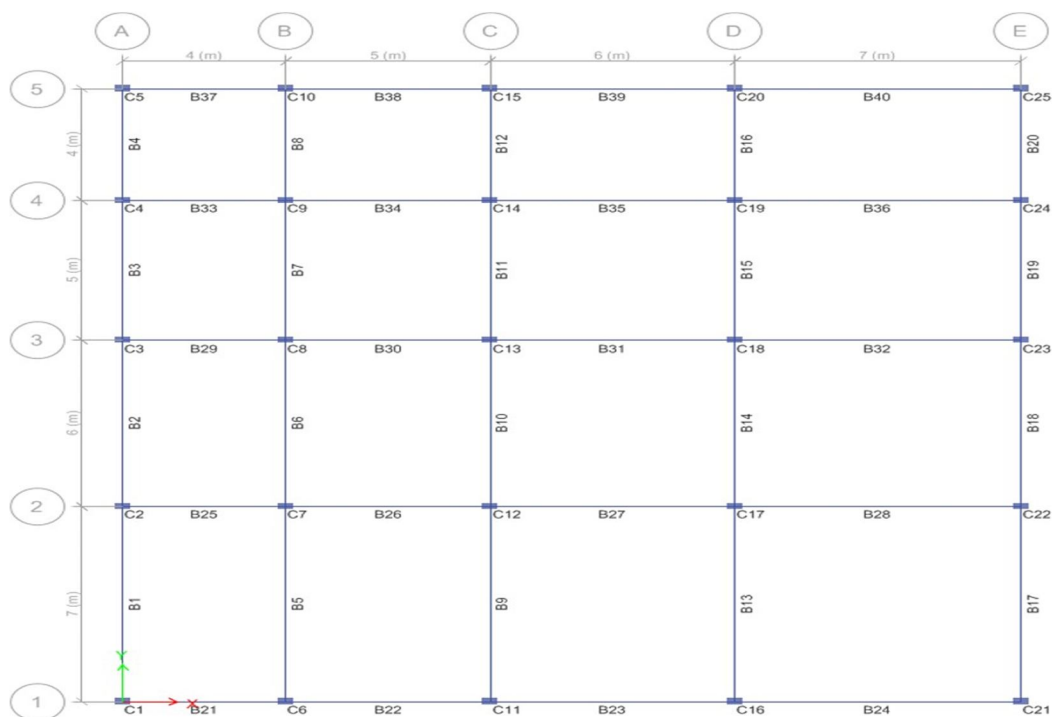 A B C D E
4 (m) 5 (m) 6 (m) 7 (m)
5
C5 B37 C10 B38 C15 B39 C20 B40 C25
4 (m) B4 B8 B12 B16 B20
4
C4 B33 C9 B34 C14 B35 C19 B36 C24
5 (m) B3 B7 B11 B15 B19
3
C3 B29 C8 B30 C13 B31 C18 B32 C23
6 (m) B2 B6 B10 B14 B18
2
C2 B25 C7 B26 C12 B27 C17 B28 C22
7 (m) B1 B5 B9 B13 B17
Y
1 X
C1 B21 C6 B22 C11 B23 C16 B24 C21